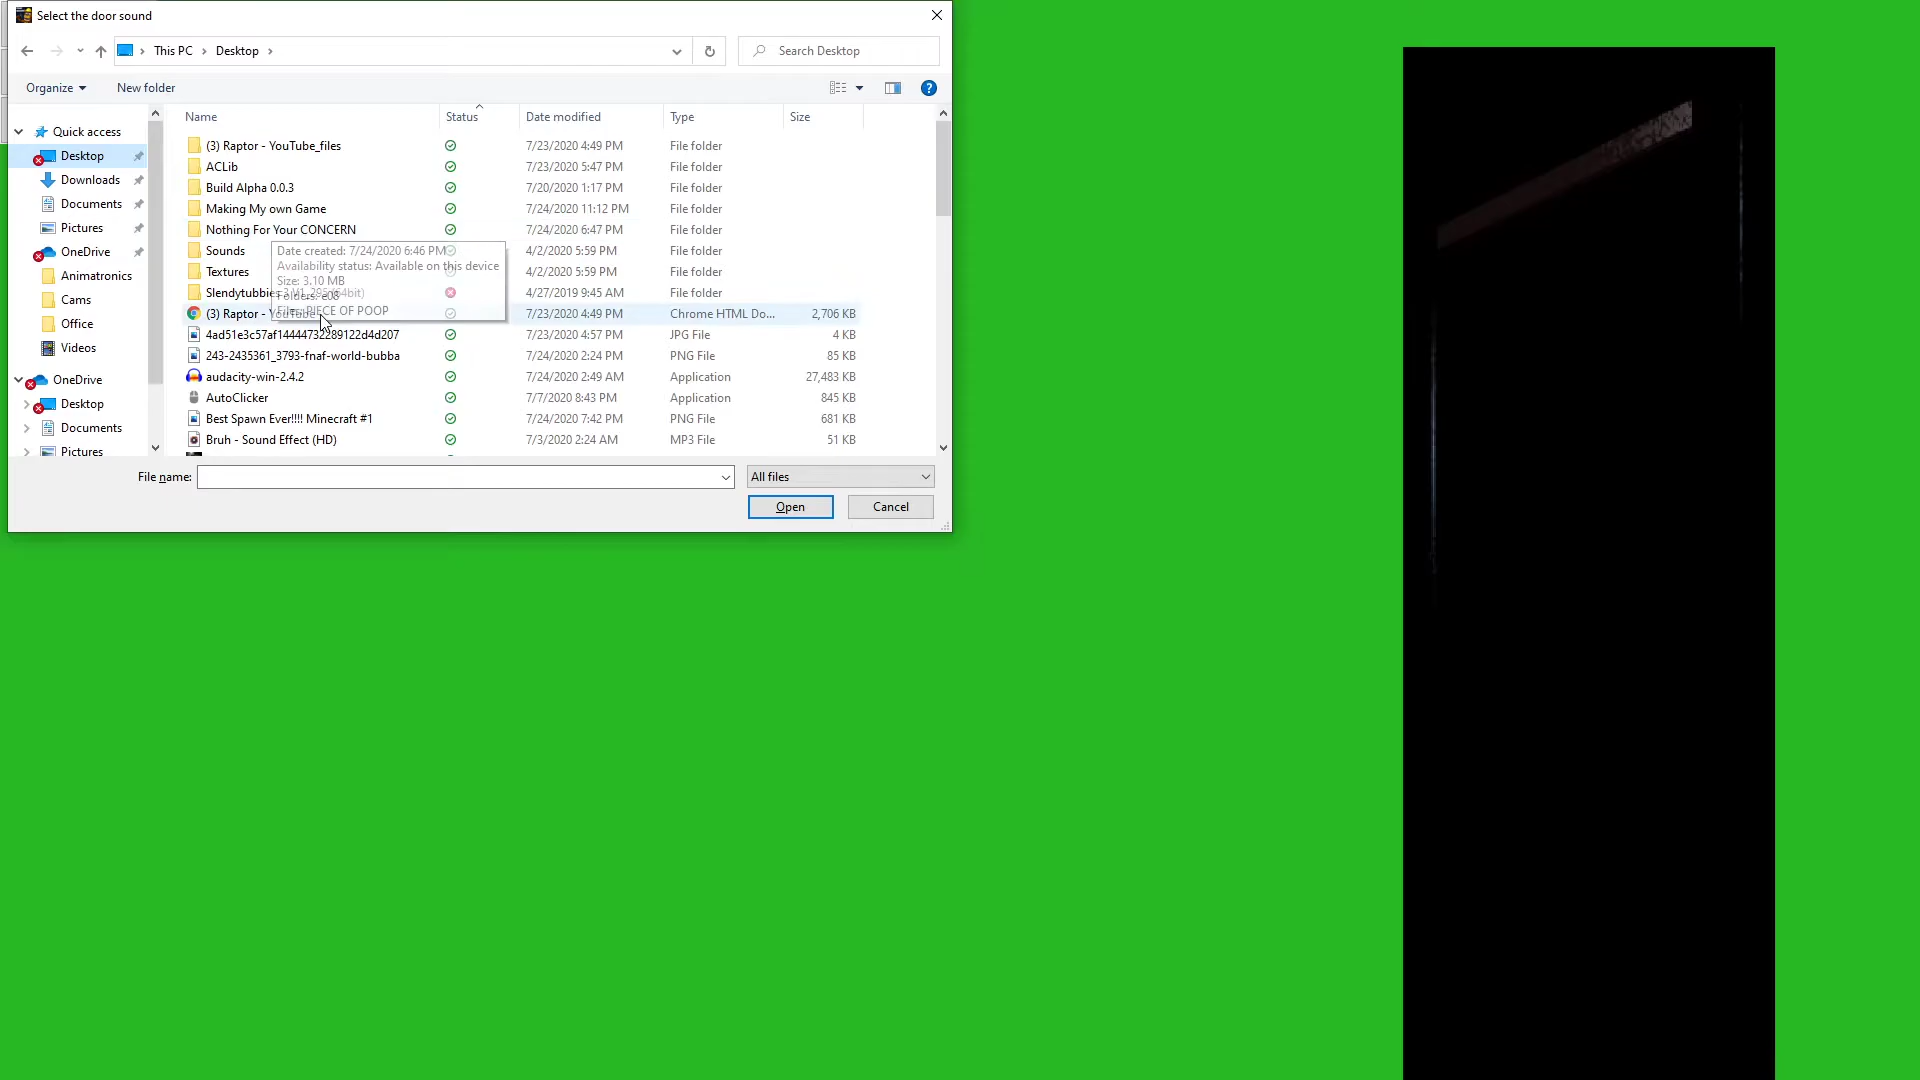 Select the door sound
This PC > Desktop >
Search Desktop
Organize
New folder
Name Status Date modified Type Size
Quick access
Desktop
Downloads
Documents
Pictures
OneDrive
Animatronics
Cams
Office
Videos
OneDrive
Desktop
Documents
Pictures
(3) Raptor - YouTube_files 7/23/2020 4:49 PM File folder
ACLib 7/23/2020 5:47 PM File folder
Build Alpha 0.0.3 7/20/2020 1:17 PM File folder
Making My own Game 7/24/2020 11:12 PM File folder
Nothing For Your CONCERN 7/24/2020 6:47 PM File folder
Sounds 4/2/2020 5:59 PM File folder
Textures 4/2/2020 5:59 PM File folder
Slendytubbies 3 V1.295 (64bit) 4/27/2019 9:45 AM File folder
(3) Raptor - YouTube 7/23/2020 4:49 PM Chrome HTML Do... 2,706 KB
4ad51e3c57af14444732289122d4d207 7/23/2020 4:57 PM JPG File 4 KB
243-2435361_3793-fnaf-world-bubba 7/24/2020 2:24 PM PNG File 85 KB
audacity-win-2.4.2 7/24/2020 2:49 AM Application 27,483 KB
AutoClicker 7/7/2020 8:43 PM Application 845 KB
Best Spawn Ever!!!! Minecraft #1 7/24/2020 7:42 PM PNG File 681 KB
Bruh - Sound Effect (HD) 7/3/2020 2:24 AM MP3 File 51 KB
Date created: 7/24/2020 6:46 PM
Availability status: Available on this device
Size: 3.10 MB
Folders: e08
Files: PIECE OF POOP
File name:
All files
Open
Cancel